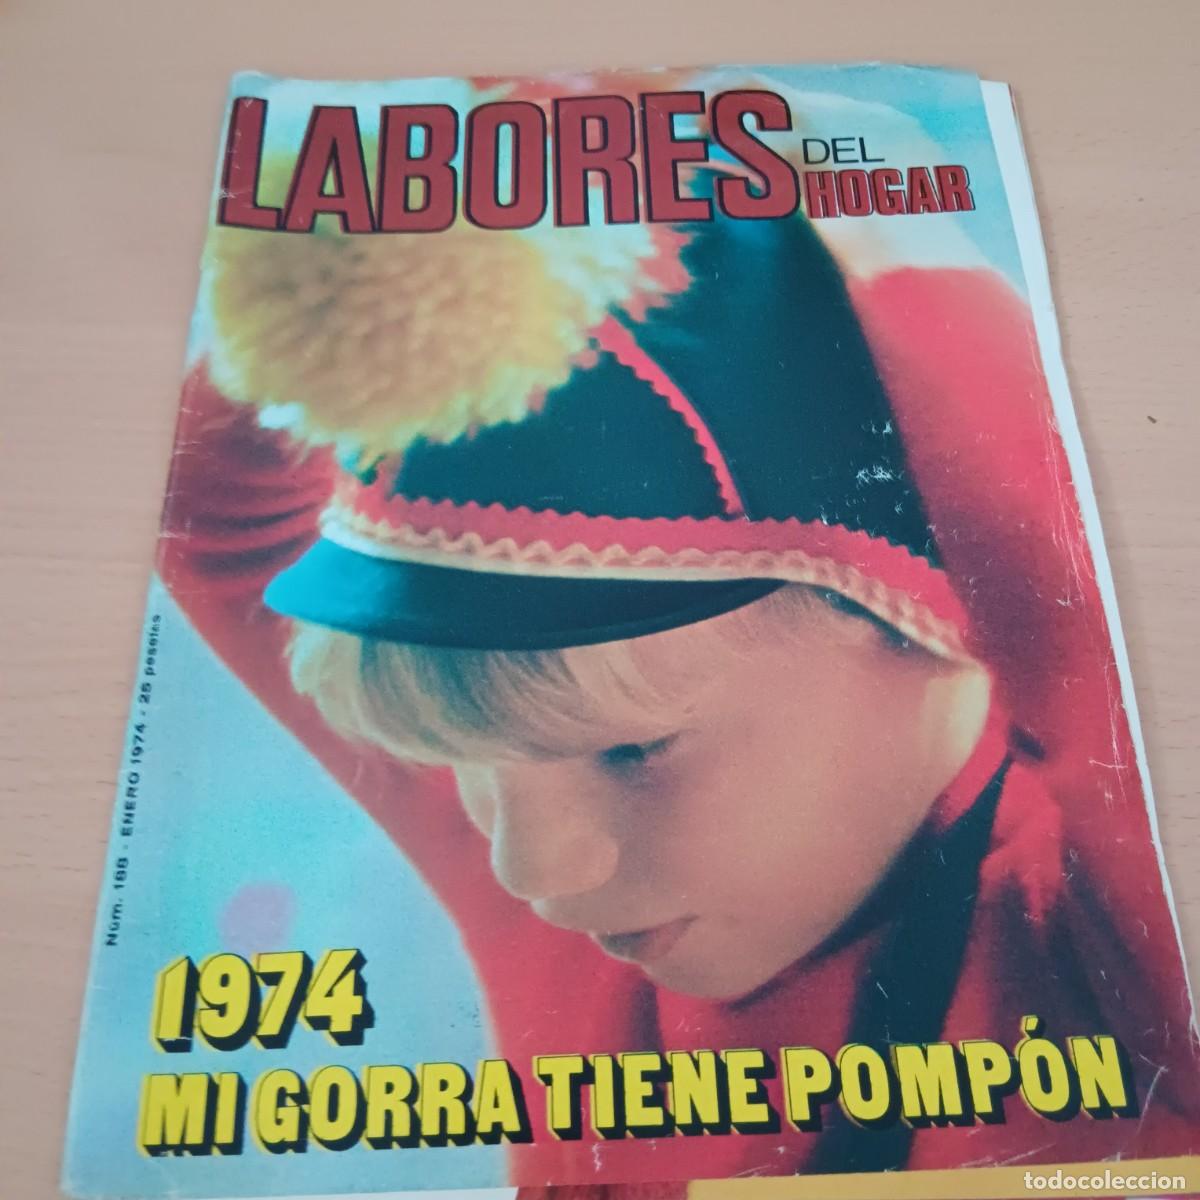 LABORES
DEL
HOGAR
Núm. 188 - ENERO 1974 - 25 pesetas
1974
MI GORRA TIENE POMPÓN
todocoleccion